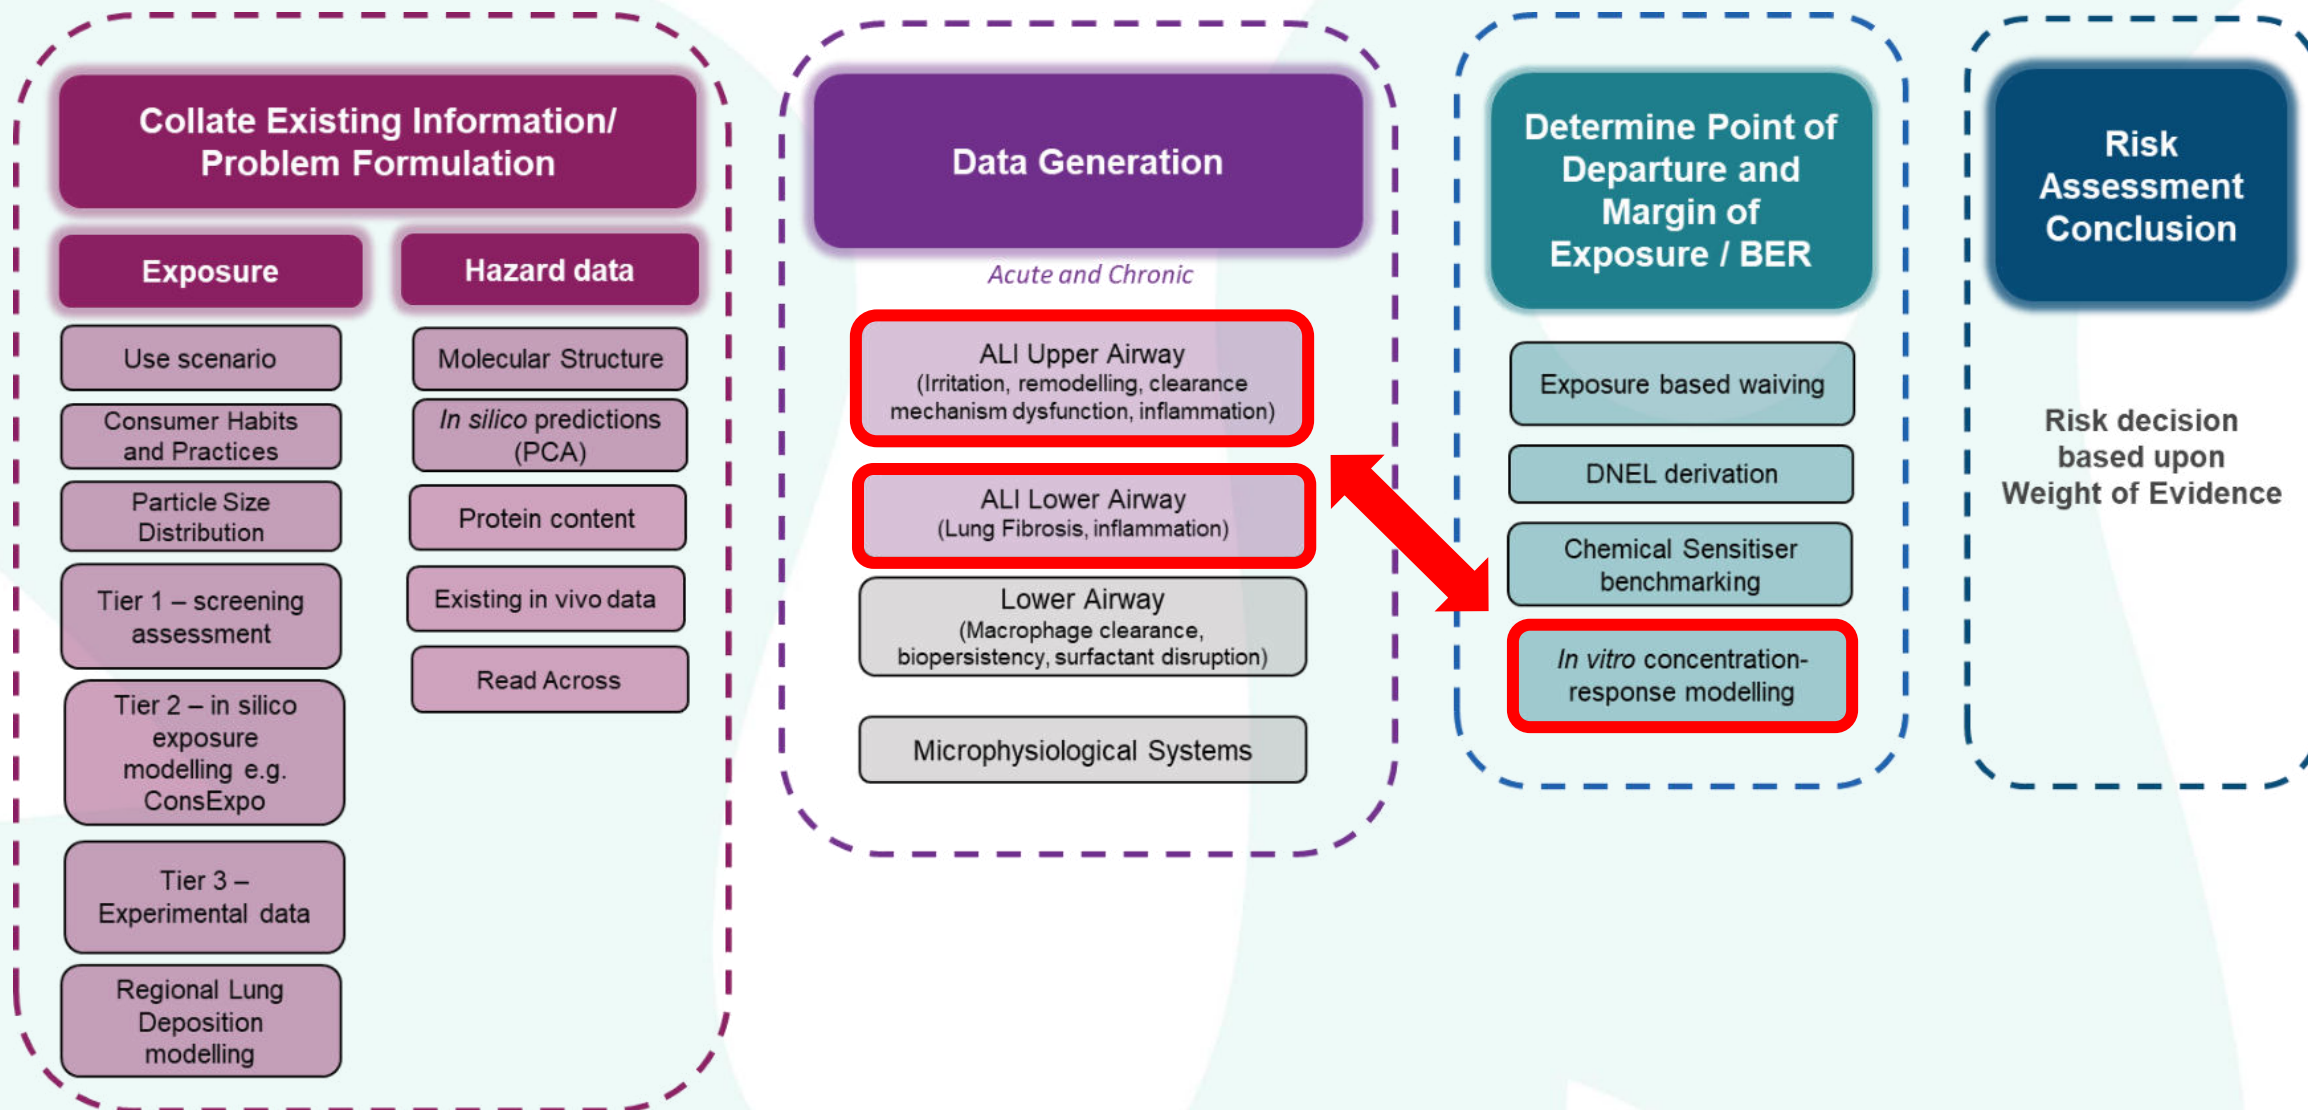 Collate Existing Information/
Problem Formulation
Exposure
Use scenario
Consumer Habits
and Practices
Particle Size
Distribution
Tier 1 – screening
assessment
Tier 2 – in silico
exposure
modelling e.g.
ConsExpo
Tier 3 –
Experimental data
Regional Lung
Deposition
modelling
Hazard data
Molecular Structure
In silico predictions
(PCA)
Protein content
Existing in vivo data
Read Across
Data Generation
Acute and Chronic
ALI Upper Airway
(Irritation, remodelling, clearance
mechanism dysfunction, inflammation)
ALI Lower Airway
(Lung Fibrosis, inflammation)
Lower Airway
(Macrophage clearance,
biopersistency, surfactant disruption)
Microphysiological Systems
Determine Point of
Departure and
Margin of
Exposure / BER
Exposure based waiving
DNEL derivation
Chemical Sensitiser
benchmarking
In vitro concentration-
response modelling
Risk
Assessment
Conclusion
Risk decision
based upon
Weight of Evidence